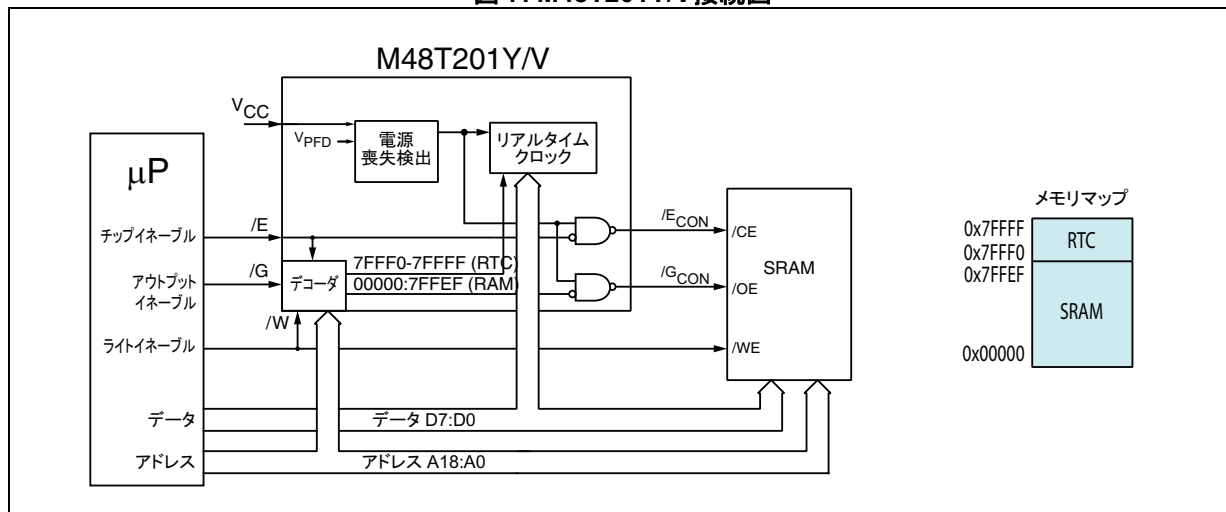 M48T201Y/V
VCC
VPFD
電源
喪失検出
リアルタイム
クロック
μP
チップイネーブル
/E
アウトプット
イネーブル
/G
デコーダ
7FFF0-7FFFF (RTC)
00000:7FFEF (RAM)
/W
ライトイネーブル
データ
データ D7:D0
アドレス
アドレス A18:A0
/ECON
/CE
/GCON
/OE
SRAM
/WE
メモリマップ
0x7FFFF
RTC
0x7FFF0
0x7FFEF
SRAM
0x00000